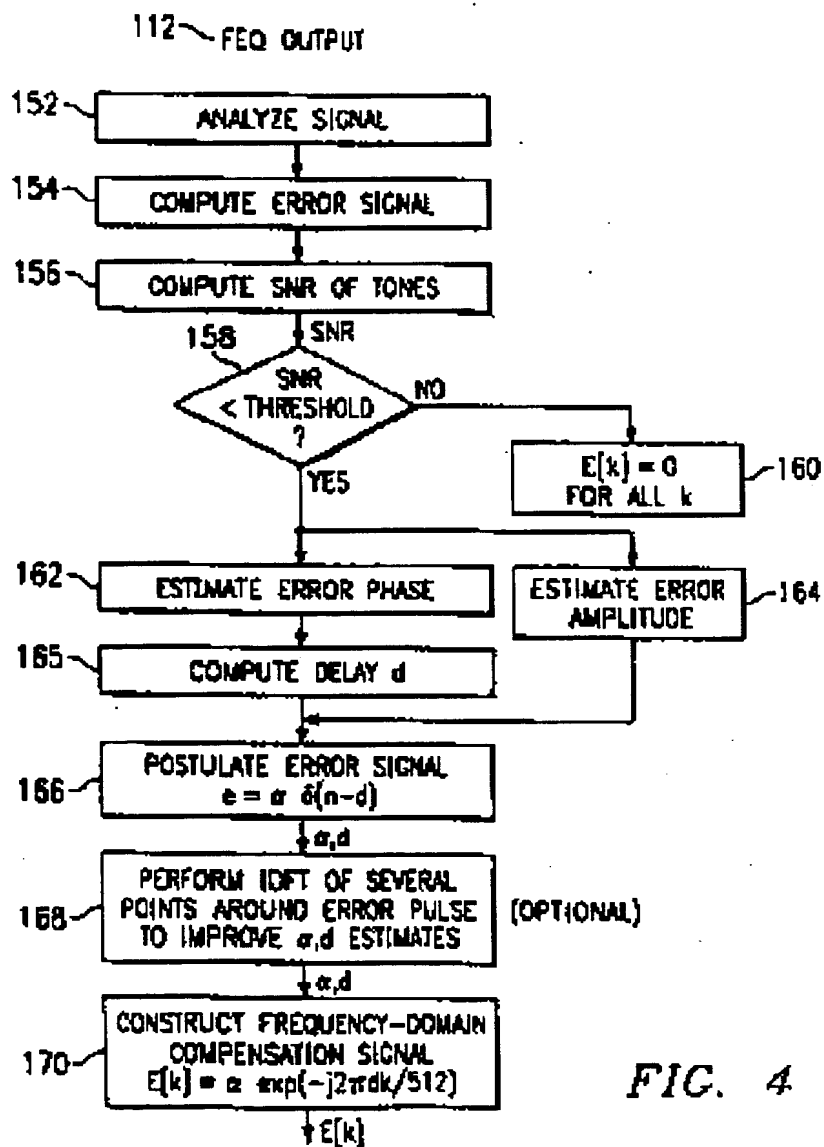 112 FEQ OUTPUT
152
ANALYZE SIGNAL
154
COMPUTE ERROR SIGNAL
156
COMPUTE SNR OF TONES
SNR
158
SNR
< THRESHOLD
?
NO
YES
E[k] = 0
FOR ALL k
160
162
ESTIMATE ERROR PHASE
ESTIMATE ERROR
AMPLITUDE
164
165
COMPUTE DELAY d
166
POSTULATE ERROR SIGNAL
e = α δ(n-d)
α,d
168
PERFORM IDFT OF SEVERAL
POINTS AROUND ERROR PULSE
TO IMPROVE α,d ESTIMATES
(OPTIONAL)
α,d
170
CONSTRUCT FREQUENCY-DOMAIN
COMPENSATION SIGNAL
E[k] = α exp(-j2πdk/512)
E[k]
FIG. 4